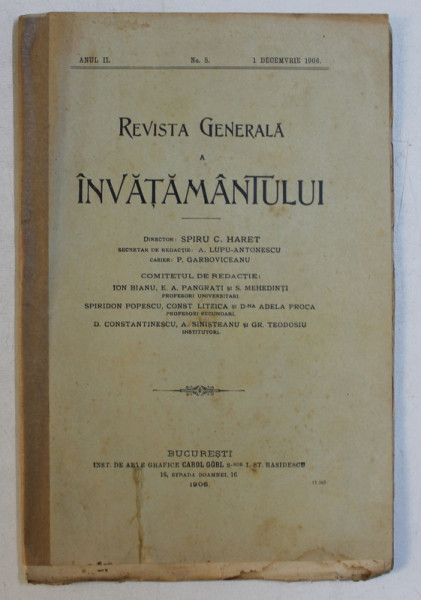 ANUL II. No. 5. 1 DECEMVRIE 1906.
REVISTA GENERALĂ
A
ÎNVĂȚĂMÂNTULUI
DIRECTOR: SPIRU C. HARET
SECRETAR DE REDACȚIE: A. LUPU-ANTONESCU
CASIER: P. GARBOVICEANU
COMITETUL DE REDACȚIE:
ION BIANU, E. A. PANGRATI ȘI S. MEHEDINȚI
PROFESORI UNIVERSITARI.
SPIRIDON POPESCU, CONST LITZICA ȘI D-NA ADELA PROCA
PROFESORI SECUNDARI.
D. CONSTANTINESCU, A. SINIȘTEANU ȘI GR. TEODOSIU
INSTITUTORI.
BUCUREȘTI
INST. DE ARTE GRAFICE CAROL GÖBL S-SOR I. ST. RASIDESCU
16, STRADA DOAMNEI, 16
1906.